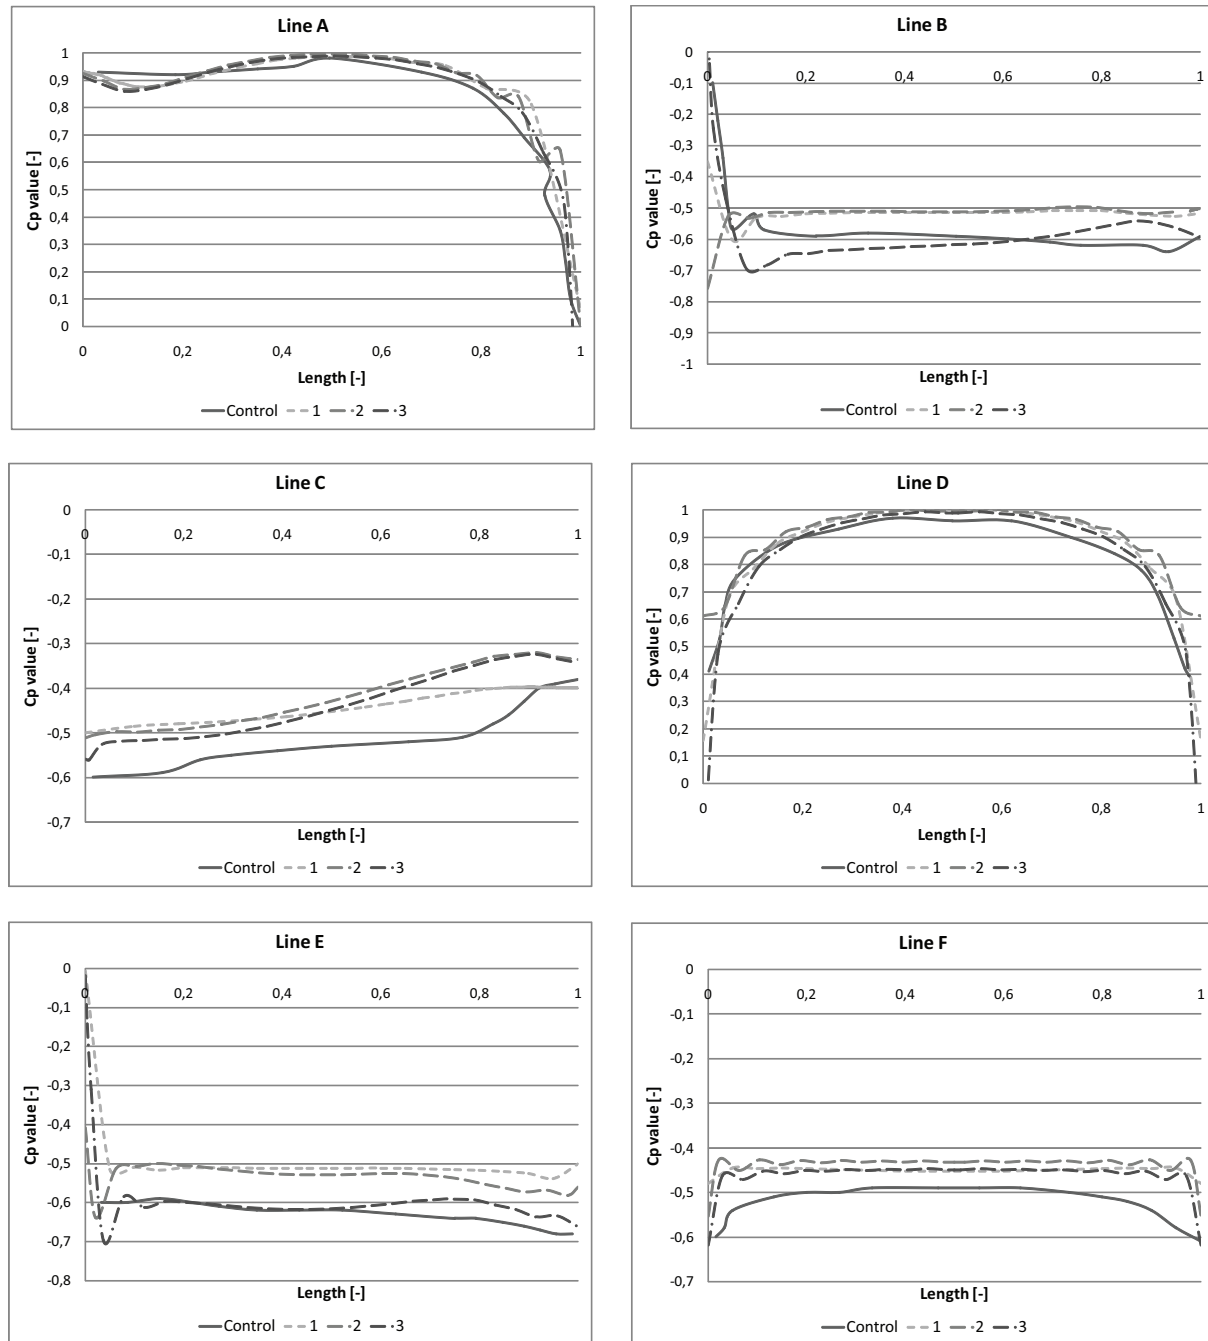 Line A
1
0,9
0,8
0,7
0,6
0,5
0,4
0,3
0,2
0,1
0
Cp value [-]
0 0,2 0,4 0,6 0,8 1
Length [-]
Control 1 2 3
Line B
0
-0,1
-0,2
-0,3
-0,4
-0,5
-0,6
-0,7
-0,8
-0,9
-1
Cp value [-]
0 0,2 0,4 0,6 0,8 1
Length [-]
Control 1 2 3
Line C
0
-0,1
-0,2
-0,3
-0,4
-0,5
-0,6
-0,7
Cp value [-]
0 0,2 0,4 0,6 0,8 1
Length [-]
Control 1 2 3
Line D
1
0,9
0,8
0,7
0,6
0,5
0,4
0,3
0,2
0,1
0
Cp value [-]
0 0,2 0,4 0,6 0,8 1
Length [-]
Control 1 2 3
Line E
0
-0,1
-0,2
-0,3
-0,4
-0,5
-0,6
-0,7
-0,8
Cp value [-]
0 0,2 0,4 0,6 0,8 1
Length [-]
Control 1 2 3
Line F
0
-0,1
-0,2
-0,3
-0,4
-0,5
-0,6
-0,7
Cp value [-]
0 0,2 0,4 0,6 0,8 1
Length [-]
Control 1 2 3